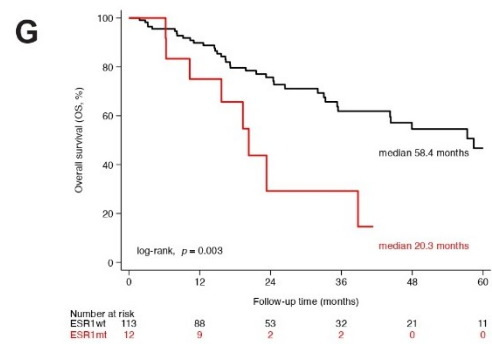 G
100
80
60
40
20
0
Overall survival (OS, %)
median 58.4 months
median 20.3 months
log-rank, p = 0.003
0 12 24 36 48 60
Follow-up time (months)
Number at risk
ESR1wt 113 88 53 32 21 11
ESR1mt 12 9 2 2 0 0